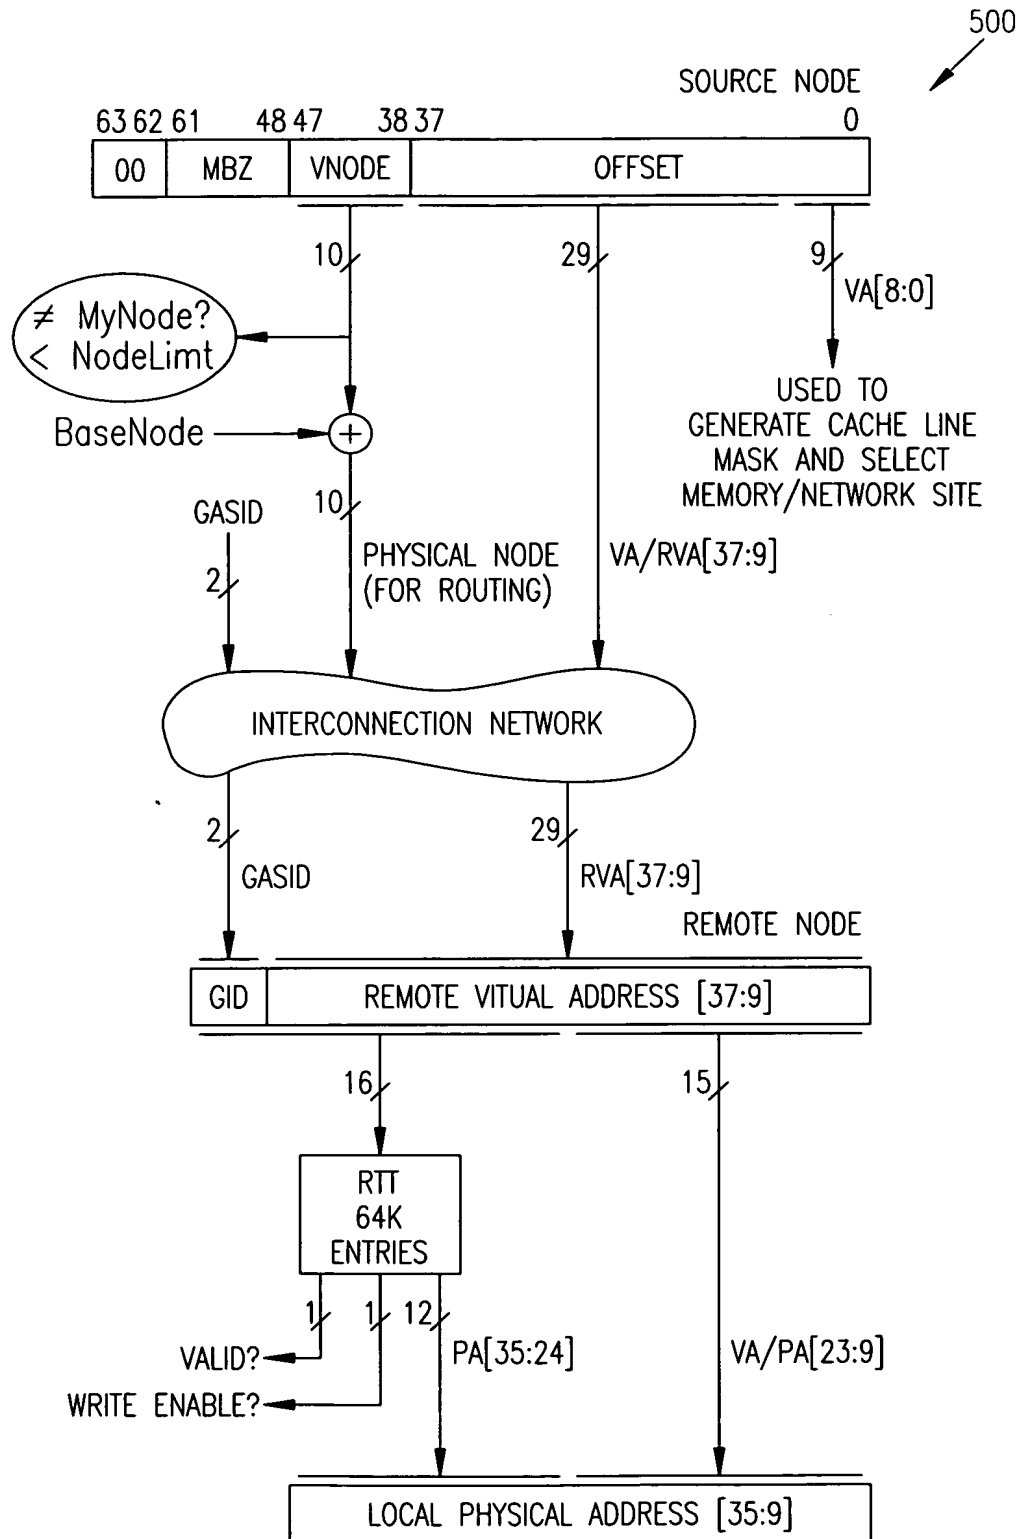 500
SOURCE NODE
63 62 61 48 47 38 37 0
00 MBZ VNODE OFFSET
10 29 9
VA[8:0]
≠ MyNode?
< NodeLimt
USED TO
GENERATE CACHE LINE
MASK AND SELECT
MEMORY/NETWORK SITE
BaseNode +
GASID
10
2
PHYSICAL NODE
(FOR ROUTING)
VA/RVA[37:9]
INTERCONNECTION NETWORK
2 29
GASID RVA[37:9]
REMOTE NODE
GID REMOTE VITUAL ADDRESS [37:9]
16 15
RTT
64K
ENTRIES
1 1 12
VALID? PA[35:24] VA/PA[23:9]
WRITE ENABLE?
LOCAL PHYSICAL ADDRESS [35:9]